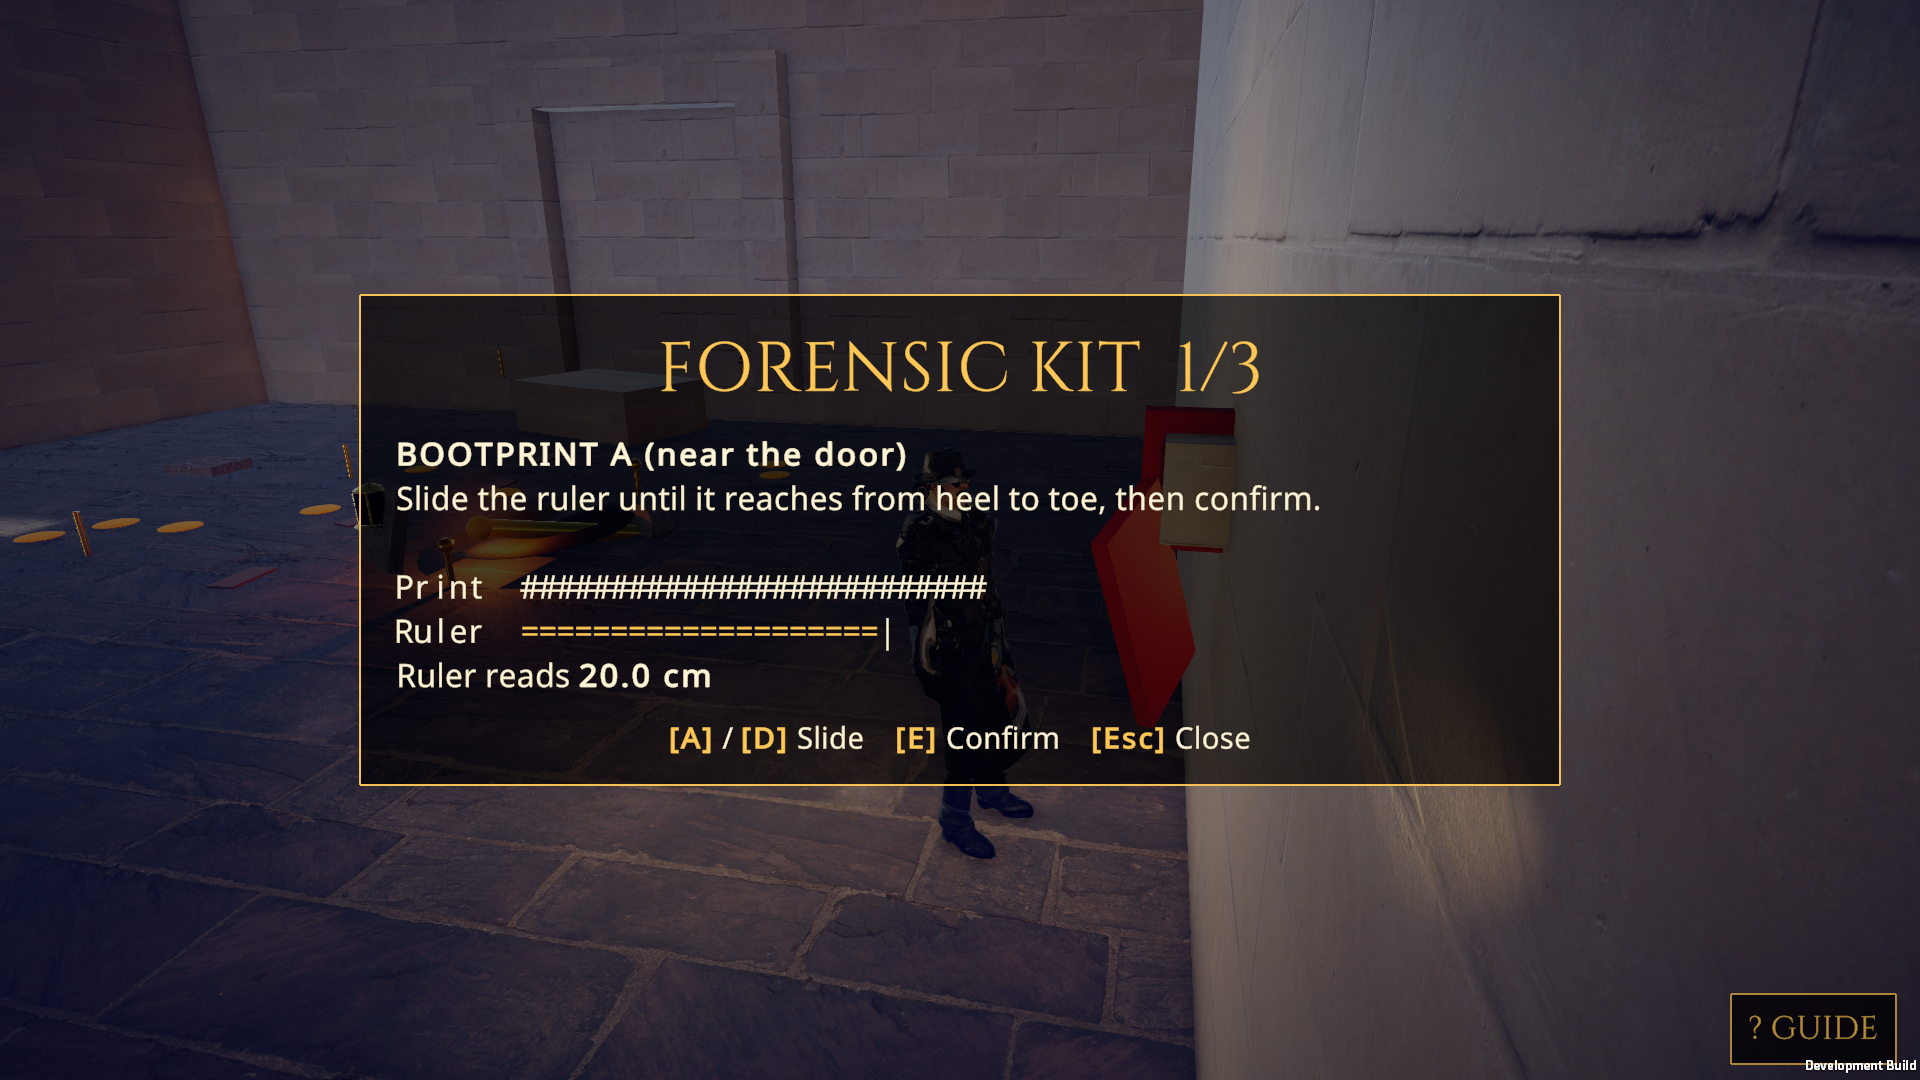 FORENSIC KIT 1/3
BOOTPRINT A (near the door)
Slide the ruler until it reaches from heel to toe, then confirm.
Print ##########################
Ruler ====================|
Ruler reads 20.0 cm
[A] / [D] Slide [E] Confirm [Esc] Close
? GUIDE
Development Build